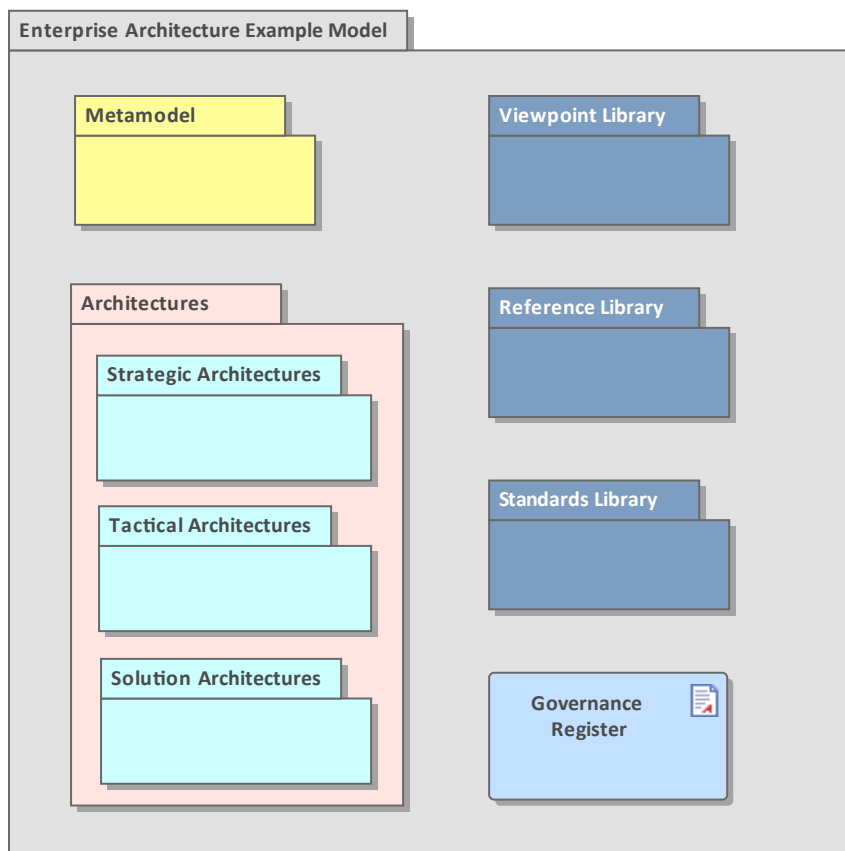 Enterprise Architecture Example Model
Metamodel
Viewpoint Library
Architectures
Reference Library
Strategic Architectures
Standards Library
Tactical Architectures
Solution Architectures
Governance
Register